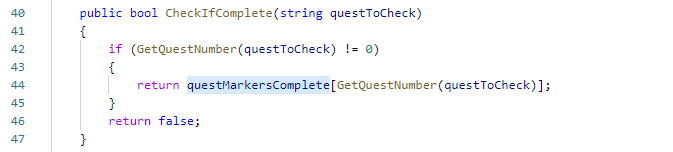 40 public bool CheckIfComplete(string questToCheck)
41 {
42 if (GetQuestNumber(questToCheck) != 0)
43 {
44 return questMarkersComplete[GetQuestNumber(questToCheck)];
45 }
46 return false;
47 }